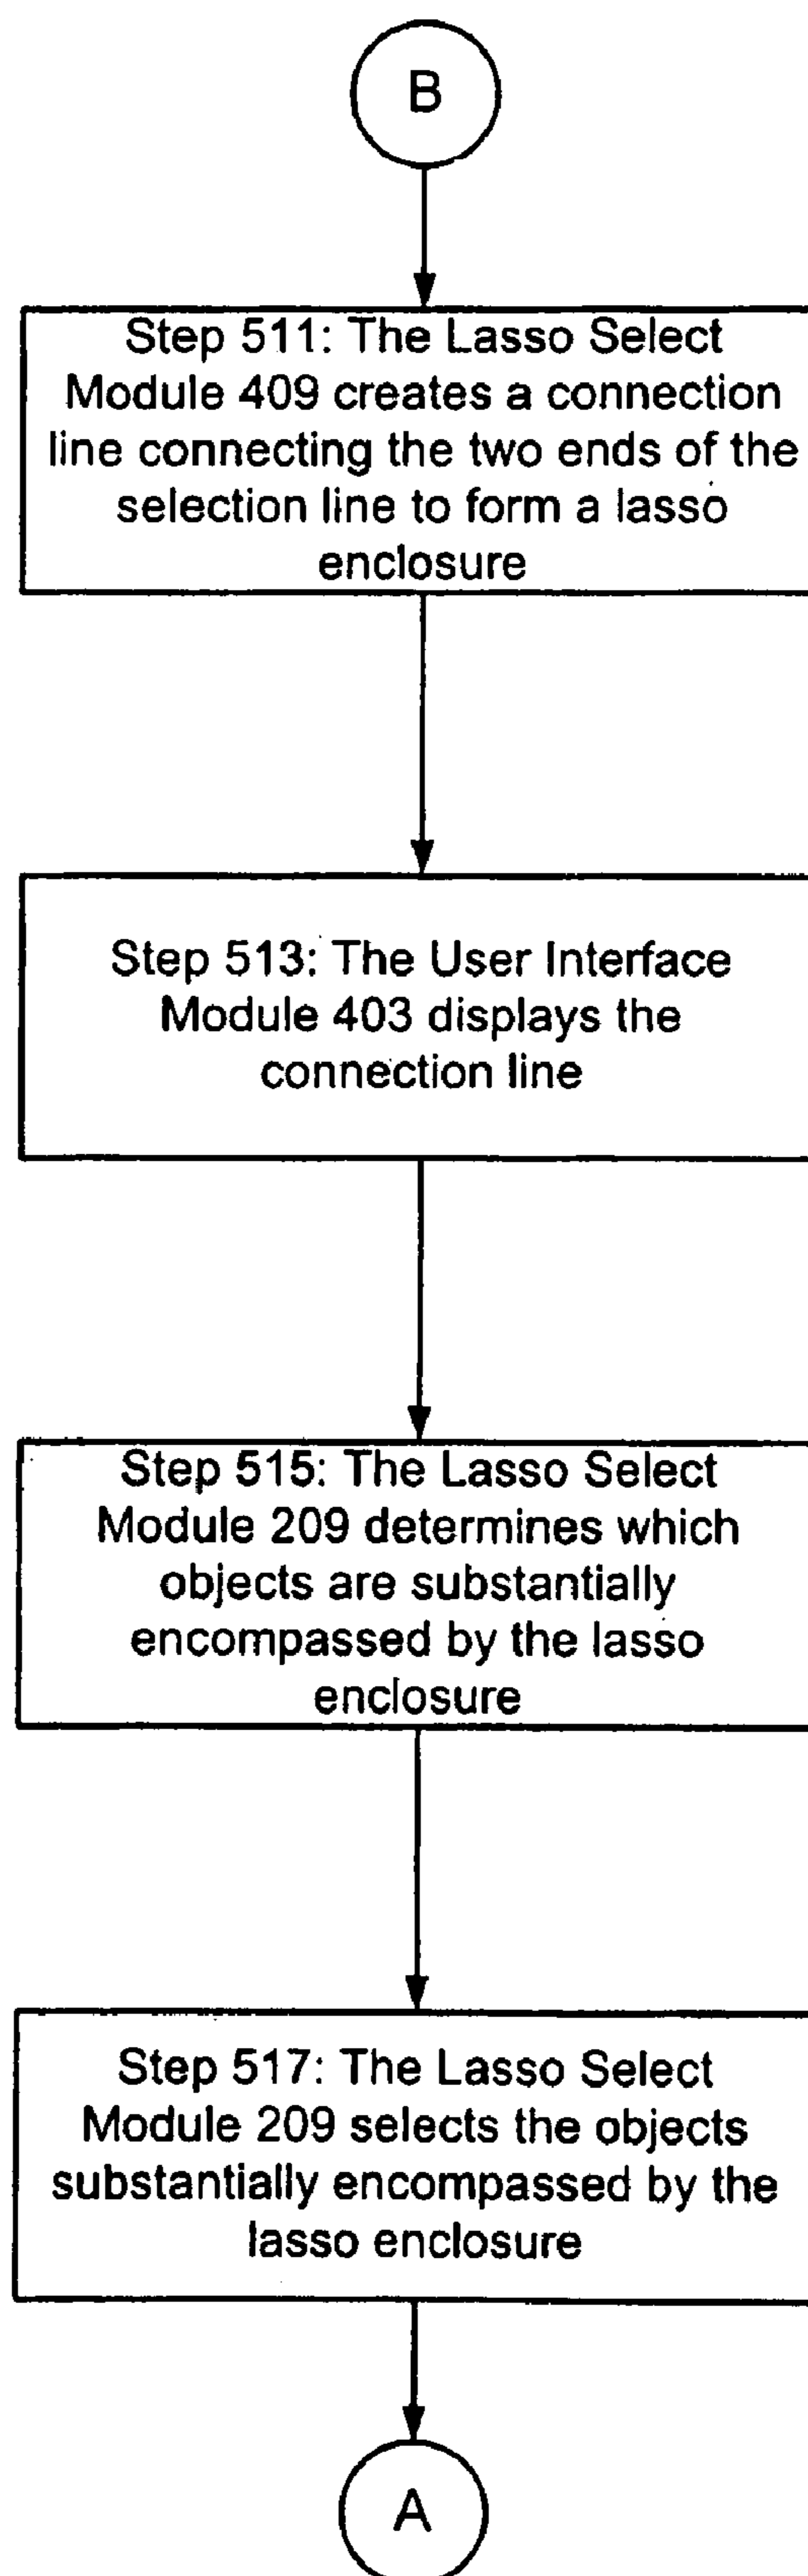 B
Step 511: The Lasso Select
Module 409 creates a connection
line connecting the two ends of the
selection line to form a lasso
enclosure
Step 513: The User Interface
Module 403 displays the
connection line
Step 515: The Lasso Select
Module 209 determines which
objects are substantially
encompassed by the lasso
enclosure
Step 517: The Lasso Select
Module 209 selects the objects
substantially encompassed by the
lasso enclosure
A